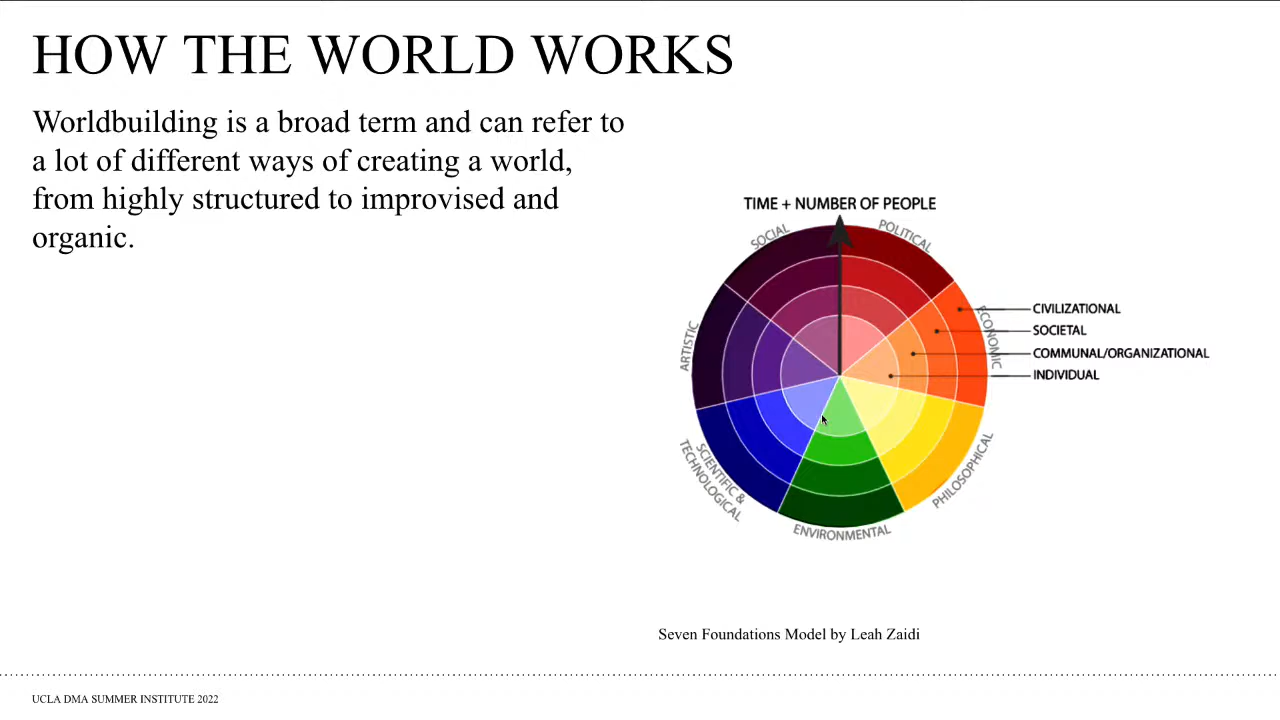 HOW THE WORLD WORKS
Worldbuilding is a broad term and can refer to
a lot of different ways of creating a world,
from highly structured to improvised and
organic.
TIME + NUMBER OF PEOPLE
SOCIAL
POLITICAL
ARTISTIC
ECONOMIC
CIVILIZATIONAL
SOCIETAL
COMMUNAL/ORGANIZATIONAL
INDIVIDUAL
SCIENTIFIC &
TECHNOLOGICAL
PHILOSOPHICAL
ENVIRONMENTAL
Seven Foundations Model by Leah Zaidi
UCLA DMA SUMMER INSTITUTE 2022